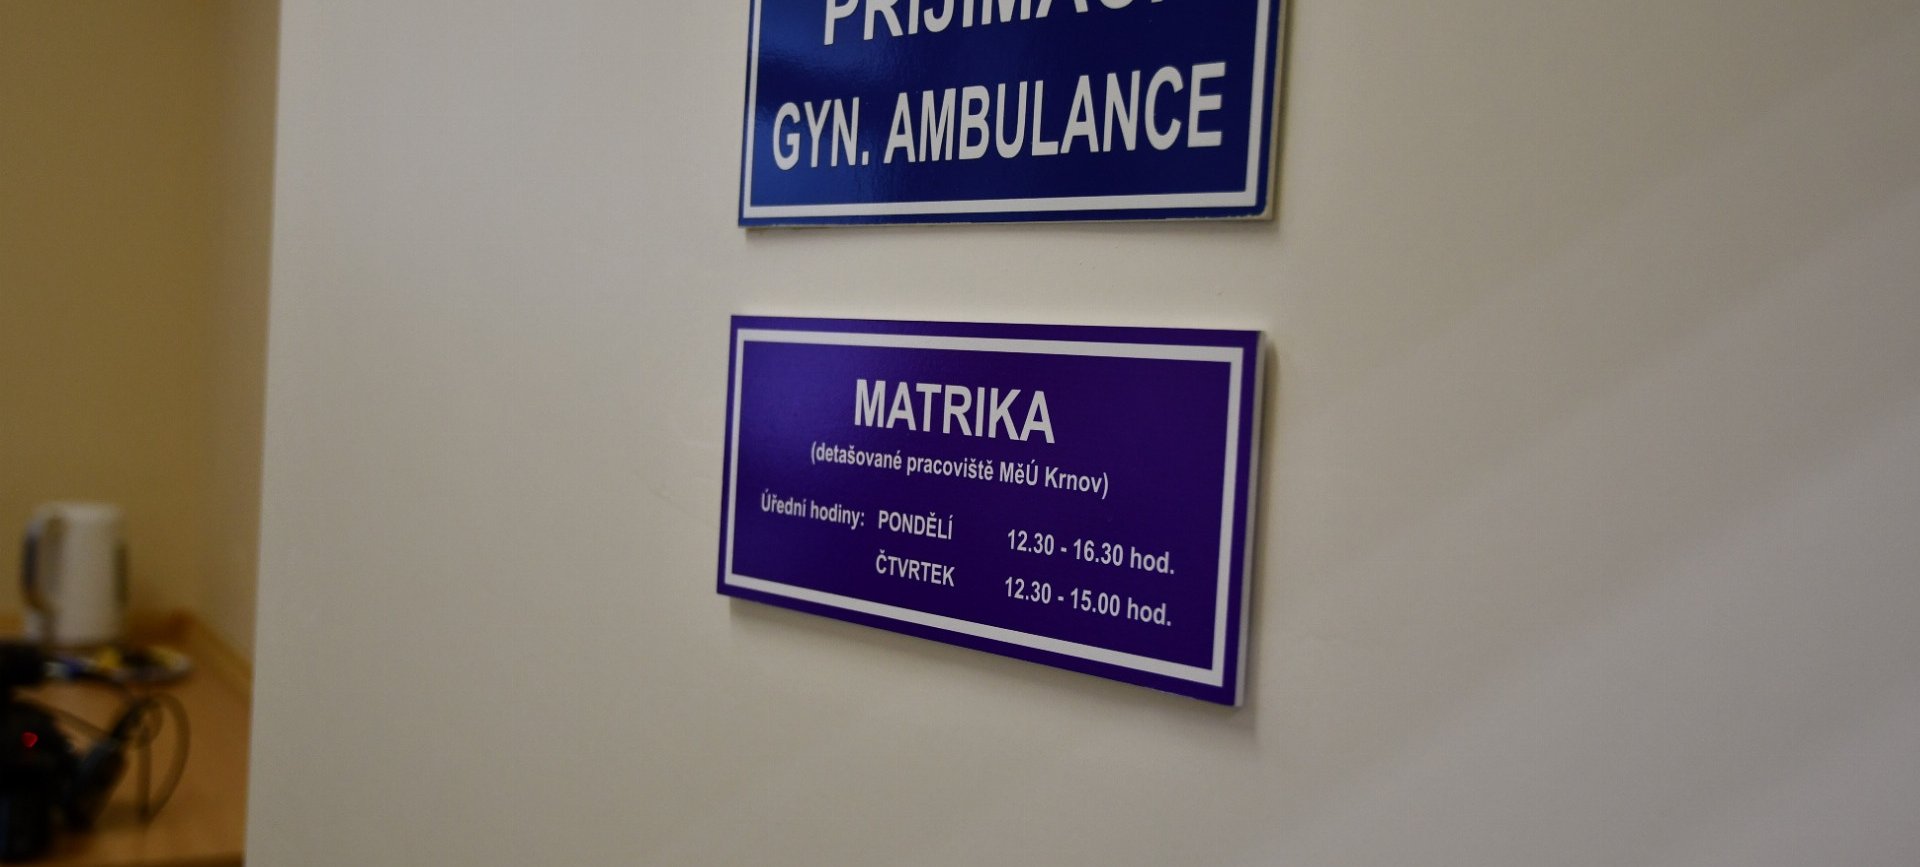 GYN. AMBULANCE
MATRIKA
(detašované pracoviště MěÚ Krnov)
Úřední hodiny: PONDĚLÍ 12.30 - 16.30 hod.
ČTVRTEK 12.30 - 15.00 hod.